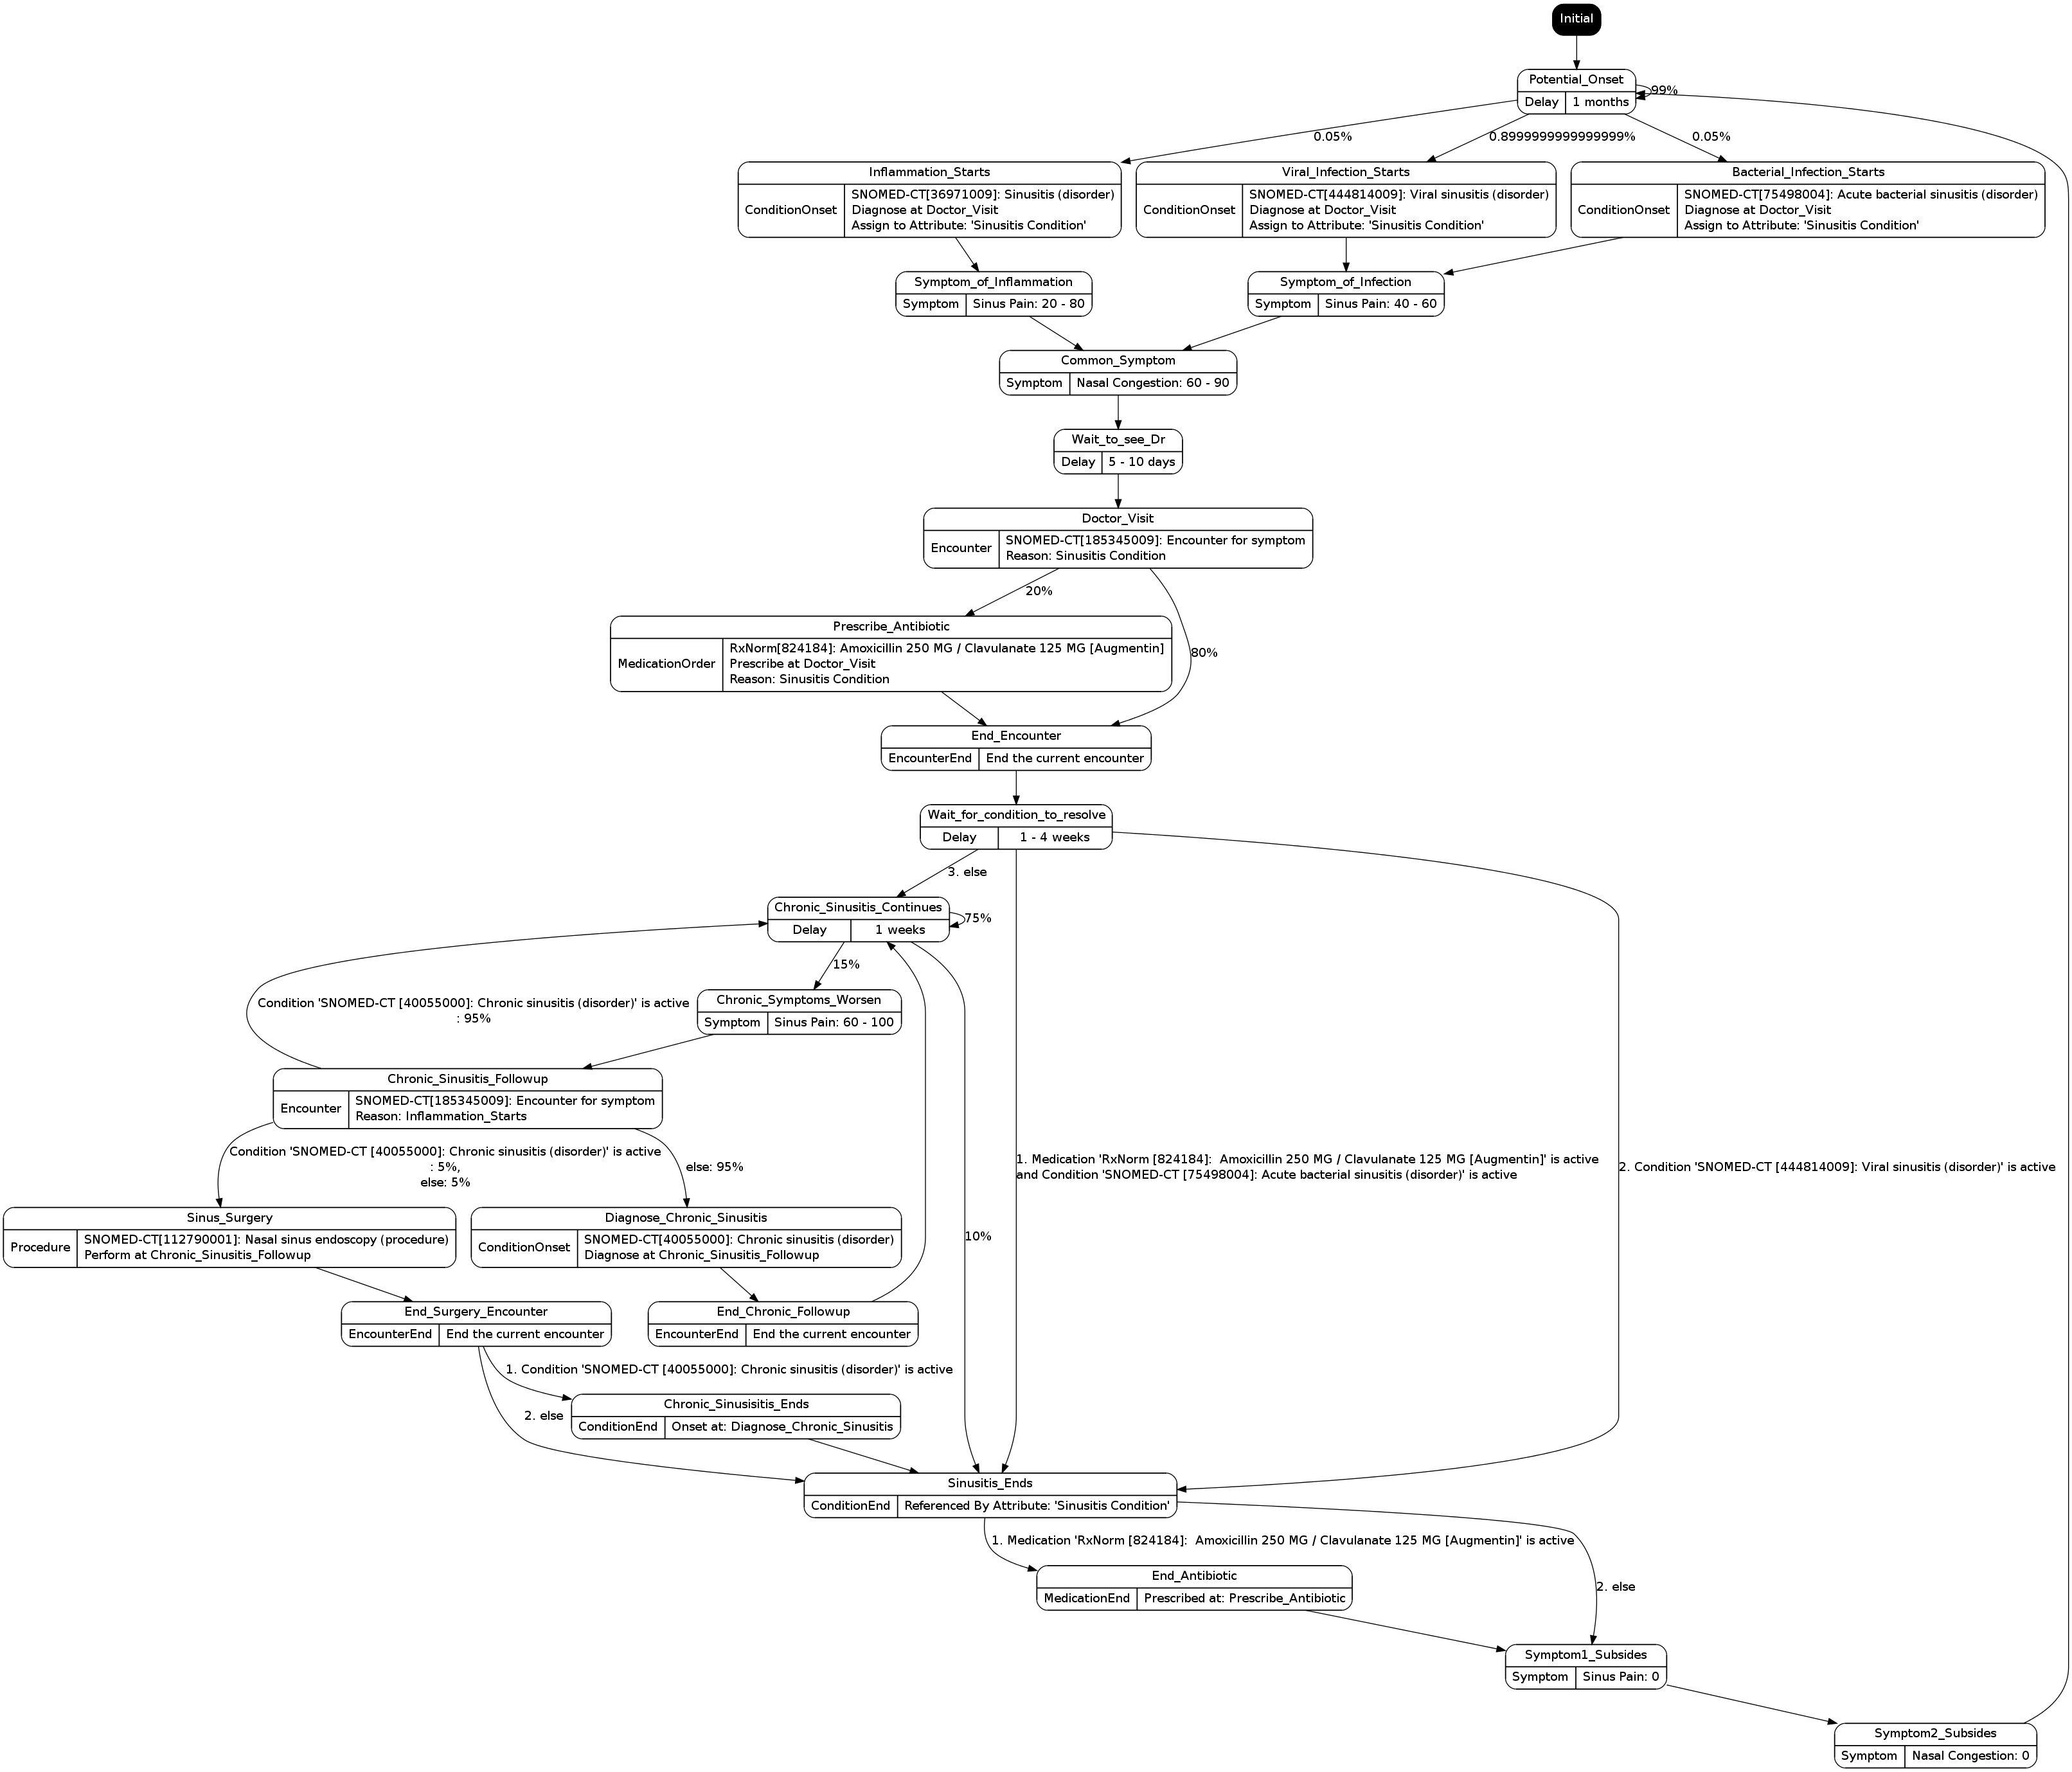 Initial
Potential_Onset
Delay 1 months
99%
0.05%
0.8999999999999999%
0.05%
Inflammation_Starts
ConditionOnset
SNOMED-CT[36971009]: Sinusitis (disorder)
Diagnose at Doctor_Visit
Assign to Attribute: 'Sinusitis Condition'
Viral_Infection_Starts
ConditionOnset
SNOMED-CT[444814009]: Viral sinusitis (disorder)
Diagnose at Doctor_Visit
Assign to Attribute: 'Sinusitis Condition'
Bacterial_Infection_Starts
ConditionOnset
SNOMED-CT[75498004]: Acute bacterial sinusitis (disorder)
Diagnose at Doctor_Visit
Assign to Attribute: 'Sinusitis Condition'
Symptom_of_Inflammation
Symptom Sinus Pain: 20 - 80
Symptom_of_Infection
Symptom Sinus Pain: 40 - 60
Common_Symptom
Symptom Nasal Congestion: 60 - 90
Wait_to_see_Dr
Delay 5 - 10 days
Doctor_Visit
Encounter
SNOMED-CT[185345009]: Encounter for symptom
Reason: Sinusitis Condition
20%
80%
Prescribe_Antibiotic
MedicationOrder
RxNorm[824184]: Amoxicillin 250 MG / Clavulanate 125 MG [Augmentin]
Prescribe at Doctor_Visit
Reason: Sinusitis Condition
End_Encounter
EncounterEnd End the current encounter
Wait_for_condition_to_resolve
Delay 1 - 4 weeks
3. else
Chronic_Sinusitis_Continues
Delay 1 weeks
75%
15%
Chronic_Symptoms_Worsen
Symptom Sinus Pain: 60 - 100
Condition 'SNOMED-CT [40055000]: Chronic sinusitis (disorder)' is active
: 95%
Chronic_Sinusitis_Followup
Encounter
SNOMED-CT[185345009]: Encounter for symptom
Reason: Inflammation_Starts
Condition 'SNOMED-CT [40055000]: Chronic sinusitis (disorder)' is active
: 5%,
else: 5%
else: 95%
1. Medication 'RxNorm [824184]:  Amoxicillin 250 MG / Clavulanate 125 MG [Augmentin]' is active
and Condition 'SNOMED-CT [75498004]: Acute bacterial sinusitis (disorder)' is active
2. Condition 'SNOMED-CT [444814009]: Viral sinusitis (disorder)' is active
Sinus_Surgery
Procedure
SNOMED-CT[112790001]: Nasal sinus endoscopy (procedure)
Perform at Chronic_Sinusitis_Followup
Diagnose_Chronic_Sinusitis
ConditionOnset
SNOMED-CT[40055000]: Chronic sinusitis (disorder)
Diagnose at Chronic_Sinusitis_Followup
10%
End_Surgery_Encounter
EncounterEnd End the current encounter
End_Chronic_Followup
EncounterEnd End the current encounter
1. Condition 'SNOMED-CT [40055000]: Chronic sinusitis (disorder)' is active
2. else
Chronic_Sinusisitis_Ends
ConditionEnd Onset at: Diagnose_Chronic_Sinusitis
Sinusitis_Ends
ConditionEnd Referenced By Attribute: 'Sinusitis Condition'
1. Medication 'RxNorm [824184]:  Amoxicillin 250 MG / Clavulanate 125 MG [Augmentin]' is active
2. else
End_Antibiotic
MedicationEnd Prescribed at: Prescribe_Antibiotic
Symptom1_Subsides
Symptom Sinus Pain: 0
Symptom2_Subsides
Symptom Nasal Congestion: 0